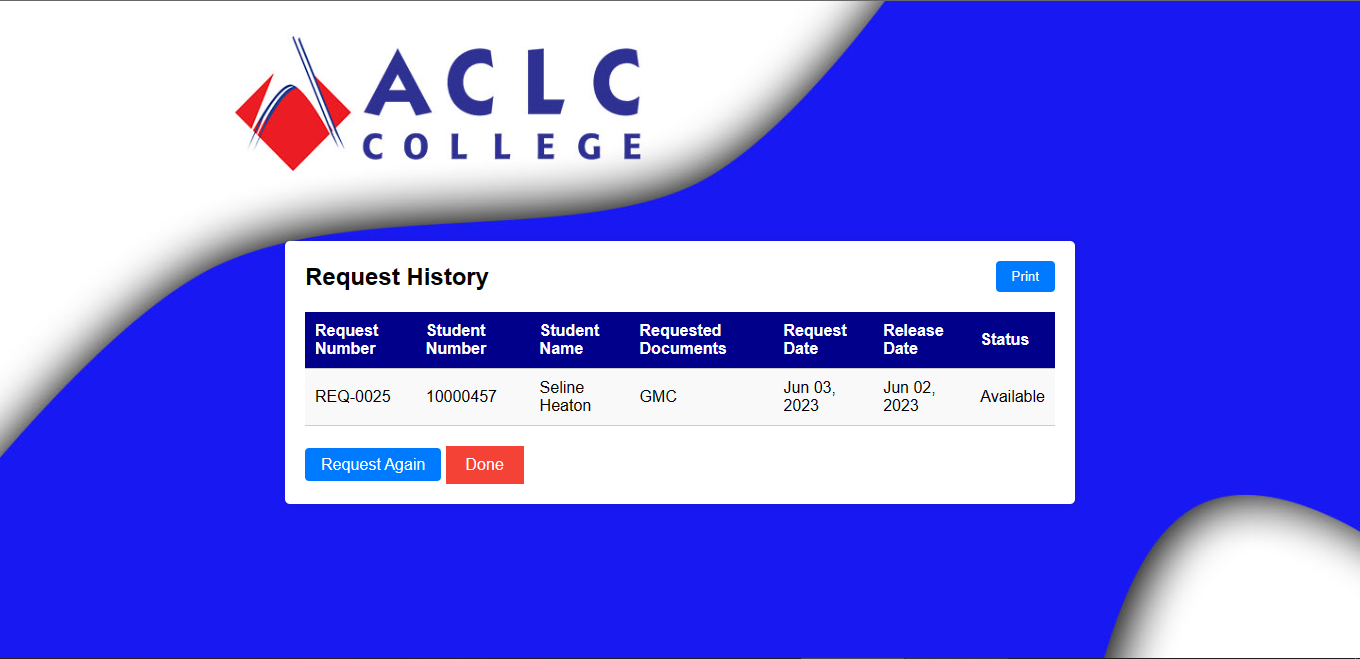 ACLC
COLLEGE
Request History
Print
Request Number Student Number Student Name Requested Documents Request Date Release Date Status
REQ-0025 10000457 Seline Heaton GMC Jun 03, 2023 Jun 02, 2023 Available
Request Again Done